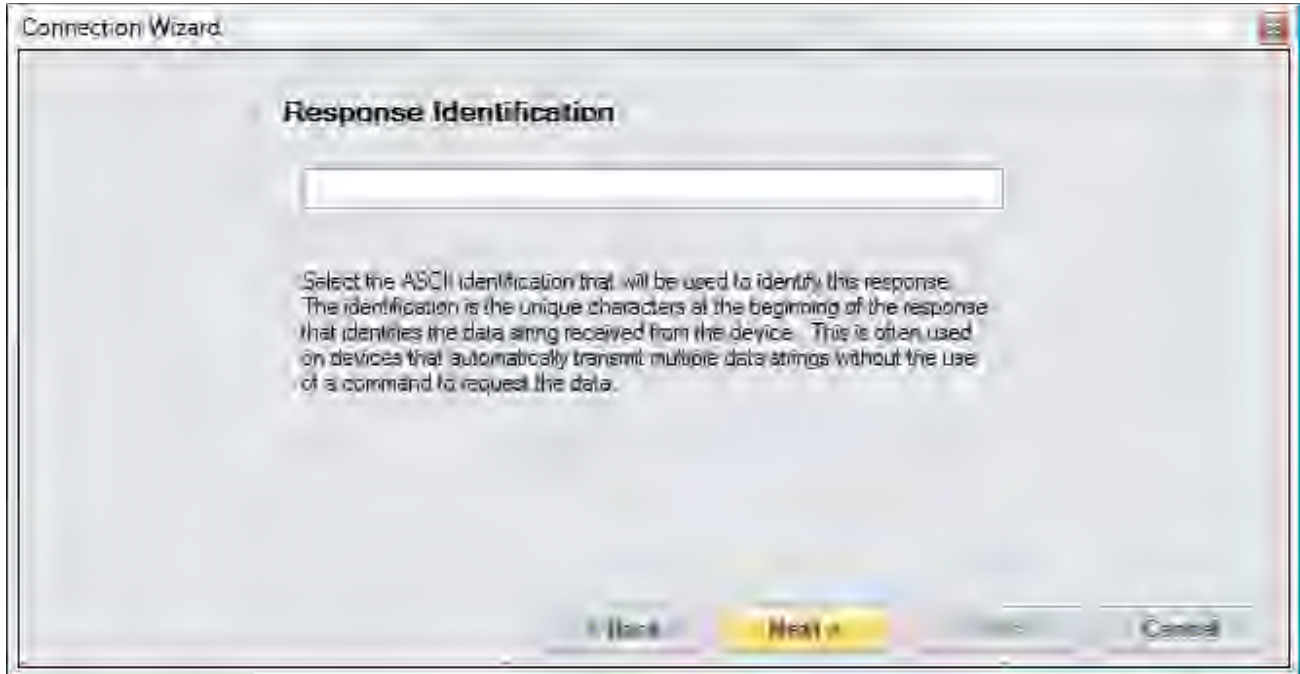 Connection Wizard
Response Identification
Select the ASCII identification that will be used to identify this response.
The identification is the unique characters at the beginning of the response
that identifies the data string received from the device. This is often used
on devices that automatically transmit multiple data strings without the use
of a command to request the data.
< Back Next > Cancel